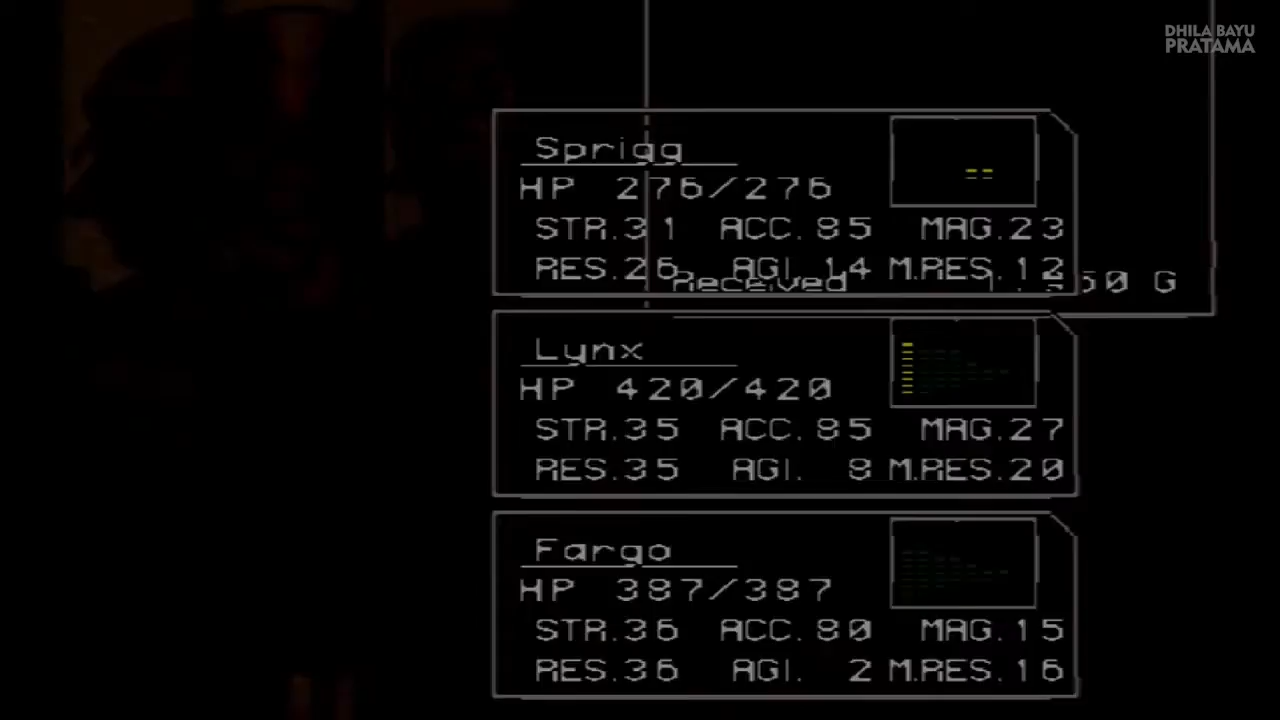 DHILA BAYU
PRATAMA
Sprigg
HP 276/276
STR.31 ACC.85 MAG.23
RES.26 AGI.14 M.RES.12
Received 50 G
Lynx
HP 420/420
STR.35 ACC.85 MAG.27
RES.35 AGI. 8 M.RES.20
Fargo
HP 387/387
STR.36 ACC.80 MAG.15
RES.36 AGI. 2 M.RES.16